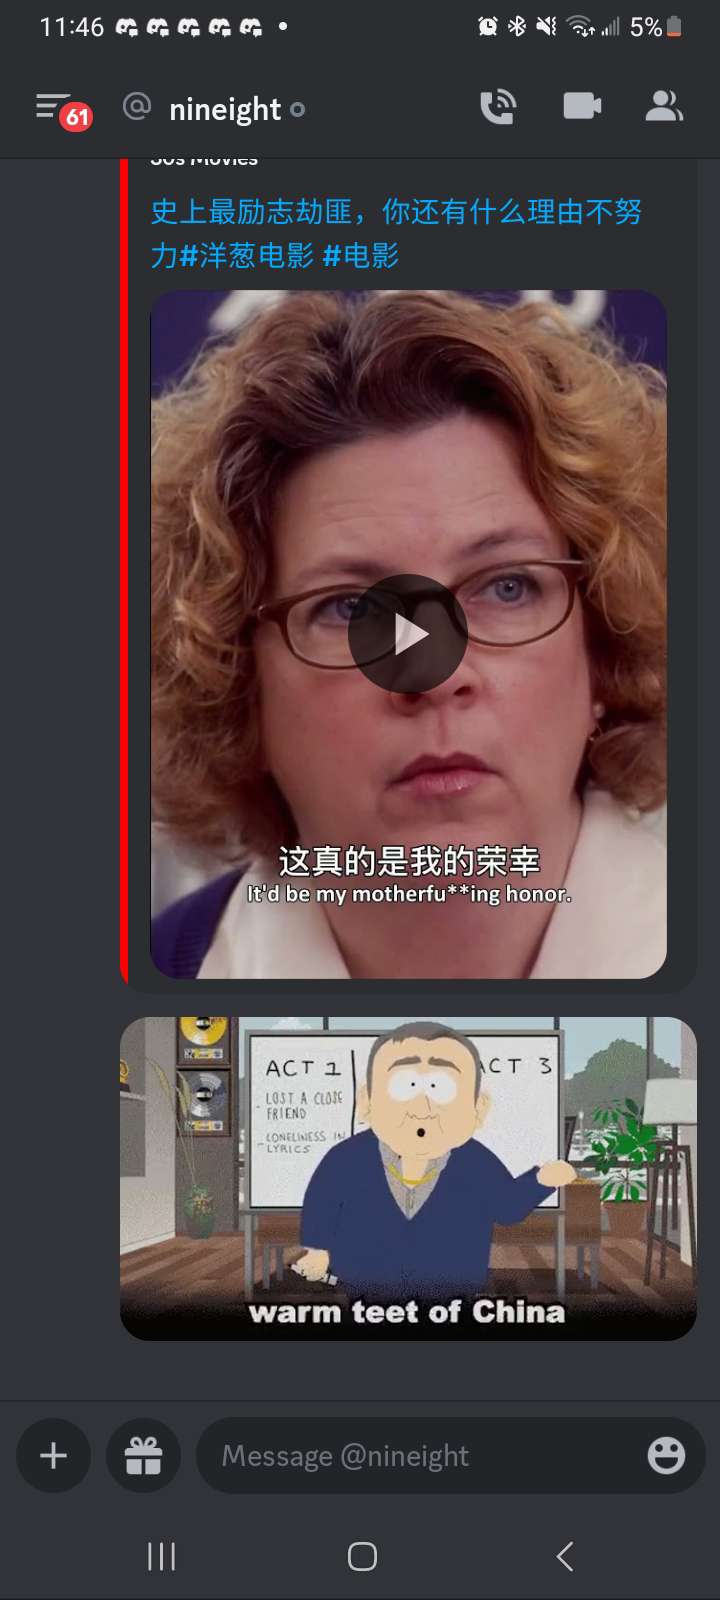 11:46
5%
61
nineight
30s Movies
史上最励志劫匪，你还有什么理由不努
力#洋葱电影 #电影
这真的是我的荣幸
It'd be my motherfu**ing honor.
ACT 1
ACT 3
LOST A CLOSE
FRIEND
LONELINESS IN
LYRICS
warm teet of China
Message @nineight